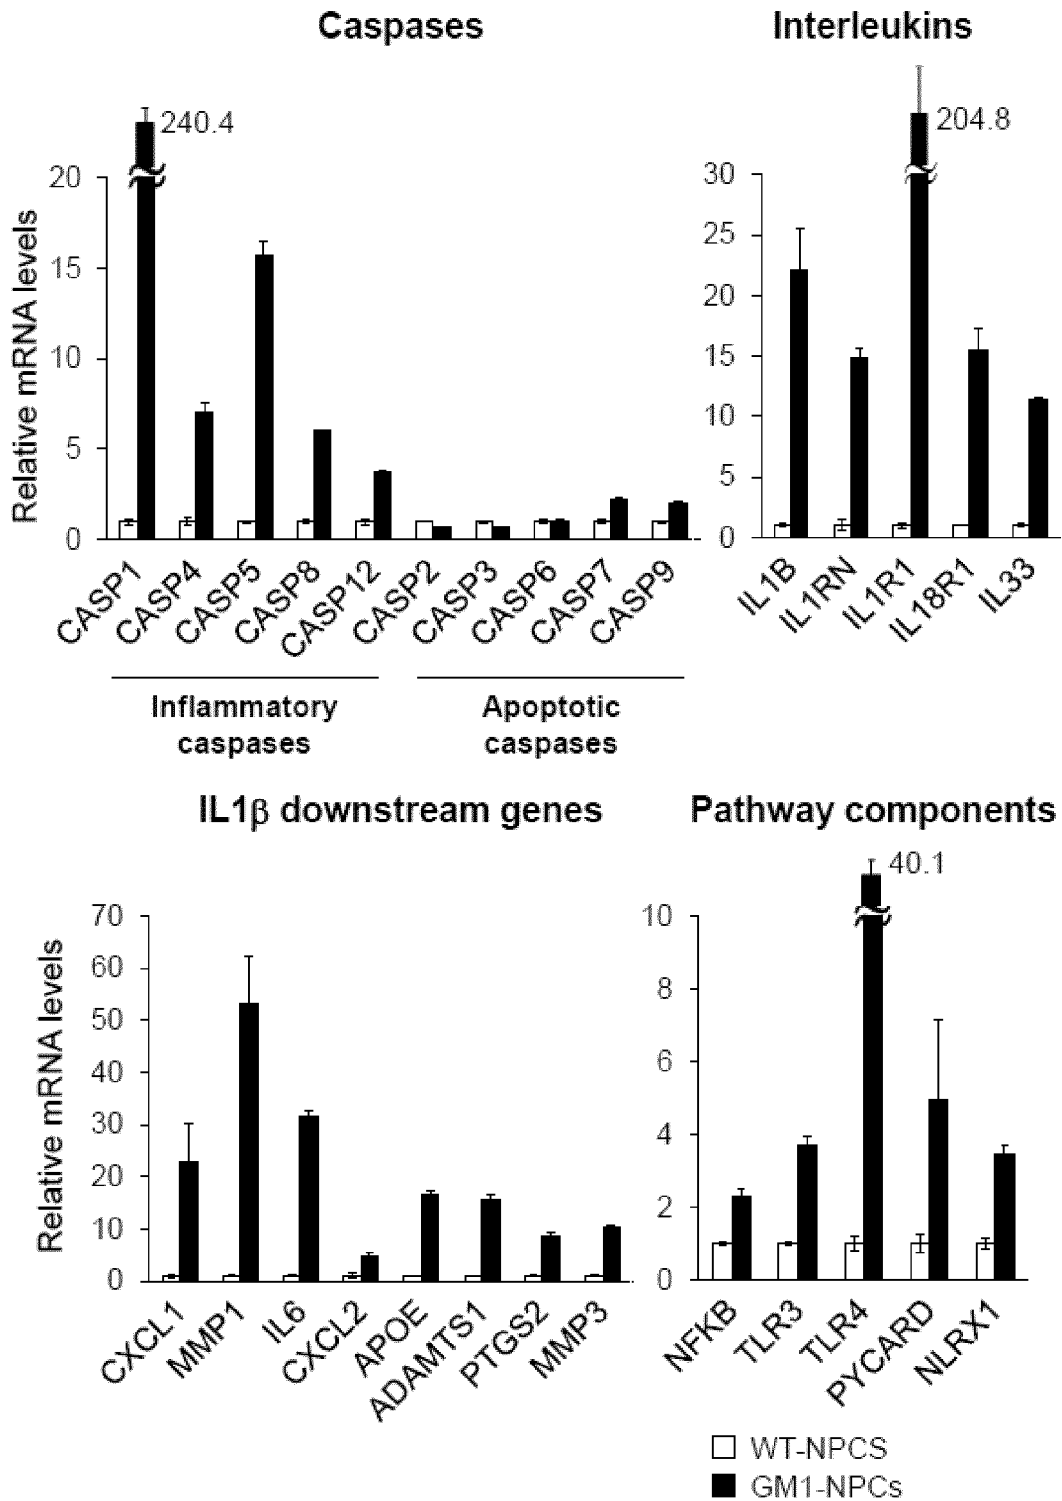 Caspases
Relative mRNA levels
20
15
10
5
0
240.4
CASP1
CASP4
CASP5
CASP8
CASP12
CASP2
CASP3
CASP6
CASP7
CASP9
Inflammatory
caspases
Apoptotic
caspases
Interleukins
30
25
20
15
10
5
0
204.8
IL1B
IL1RN
IL1R1
IL18R1
IL33
IL1β downstream genes
Relative mRNA levels
70
60
50
40
30
20
10
0
CXCL1
MMP1
IL6
CXCL2
APOE
ADAMTS1
PTGS2
MMP3
Pathway components
10
8
6
4
2
0
40.1
NFKB
TLR3
TLR4
PYCARD
NLRX1
WT-NPCS
GM1-NPCs